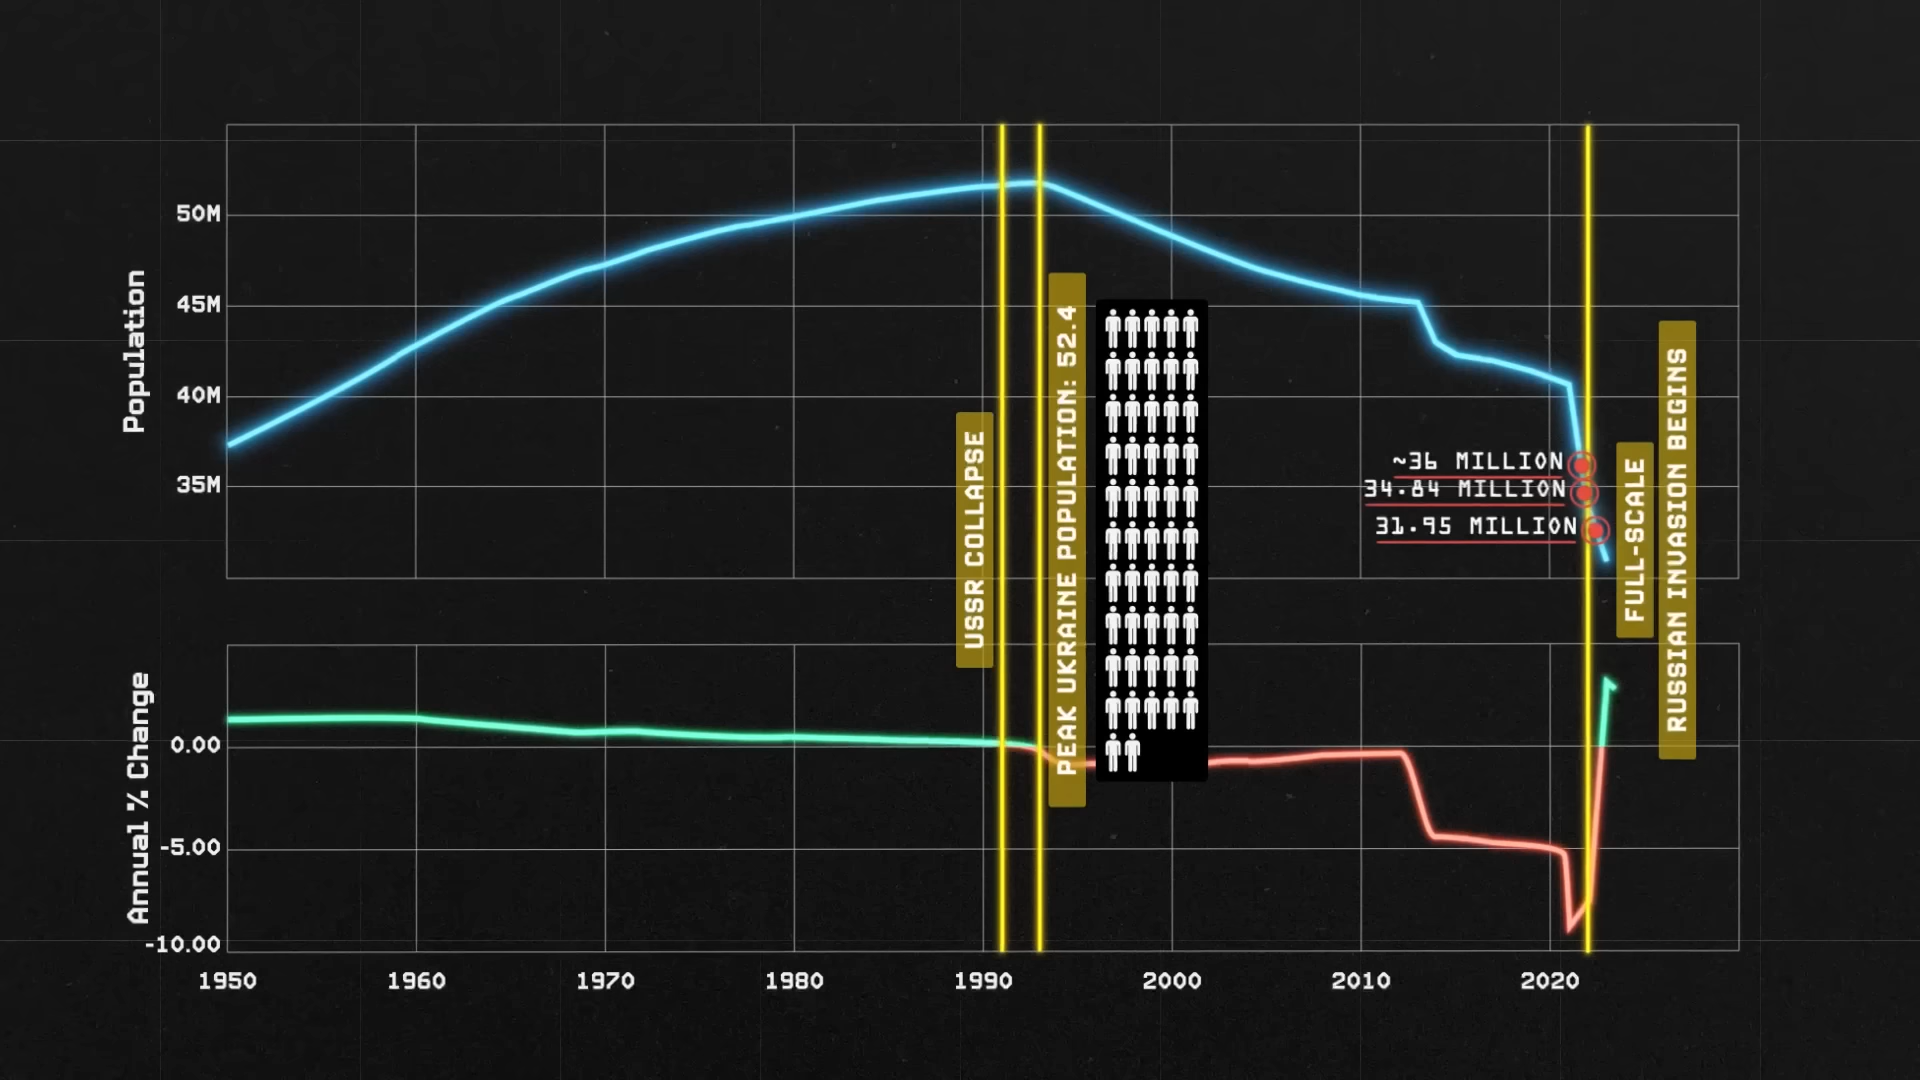 Population
50M
45M
40M
35M
~36 MILLION
34.84 MILLION
31.95 MILLION
USSR COLLAPSE
PEAK UKRAINE POPULATION: 52.4
FULL-SCALE
RUSSIAN INVASION BEGINS
Annual % Change
0.00
-5.00
-10.00
1950 1960 1970 1980 1990 2000 2010 2020